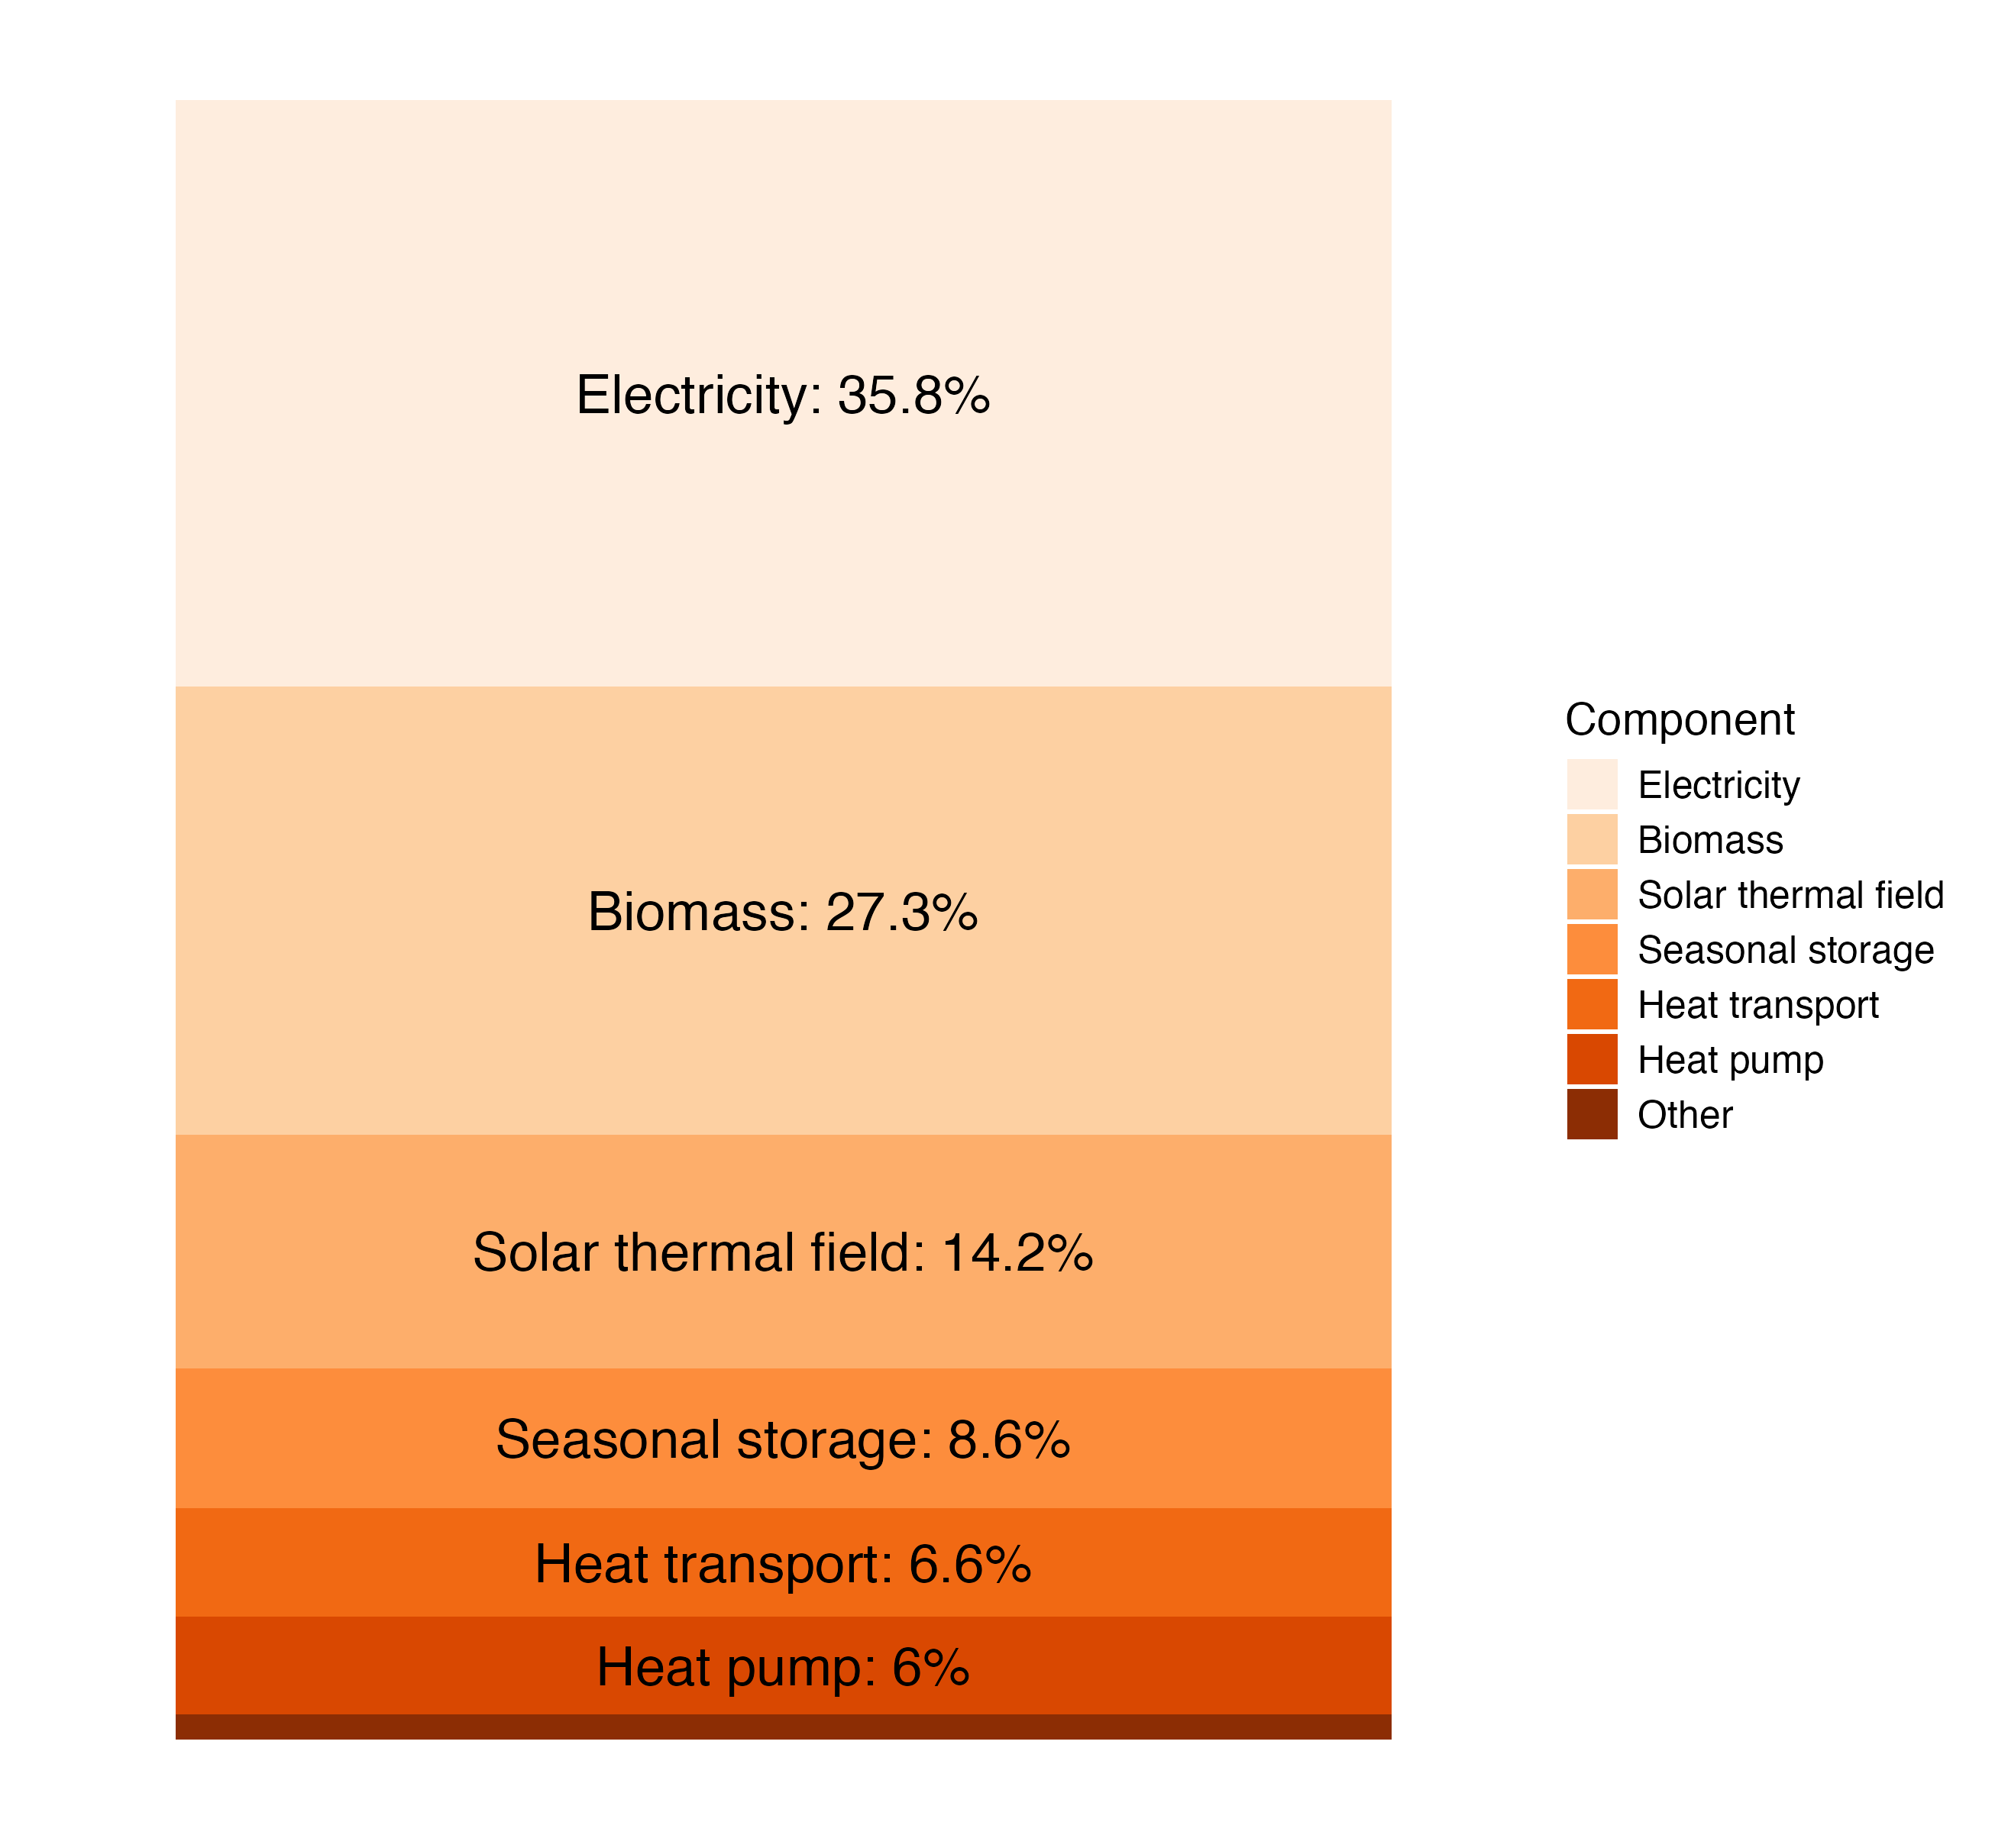 Electricity: 35.8%
Biomass: 27.3%
Solar thermal field: 14.2%
Seasonal storage: 8.6%
Heat transport: 6.6%
Heat pump: 6%
Component
Electricity
Biomass
Solar thermal field
Seasonal storage
Heat transport
Heat pump
Other